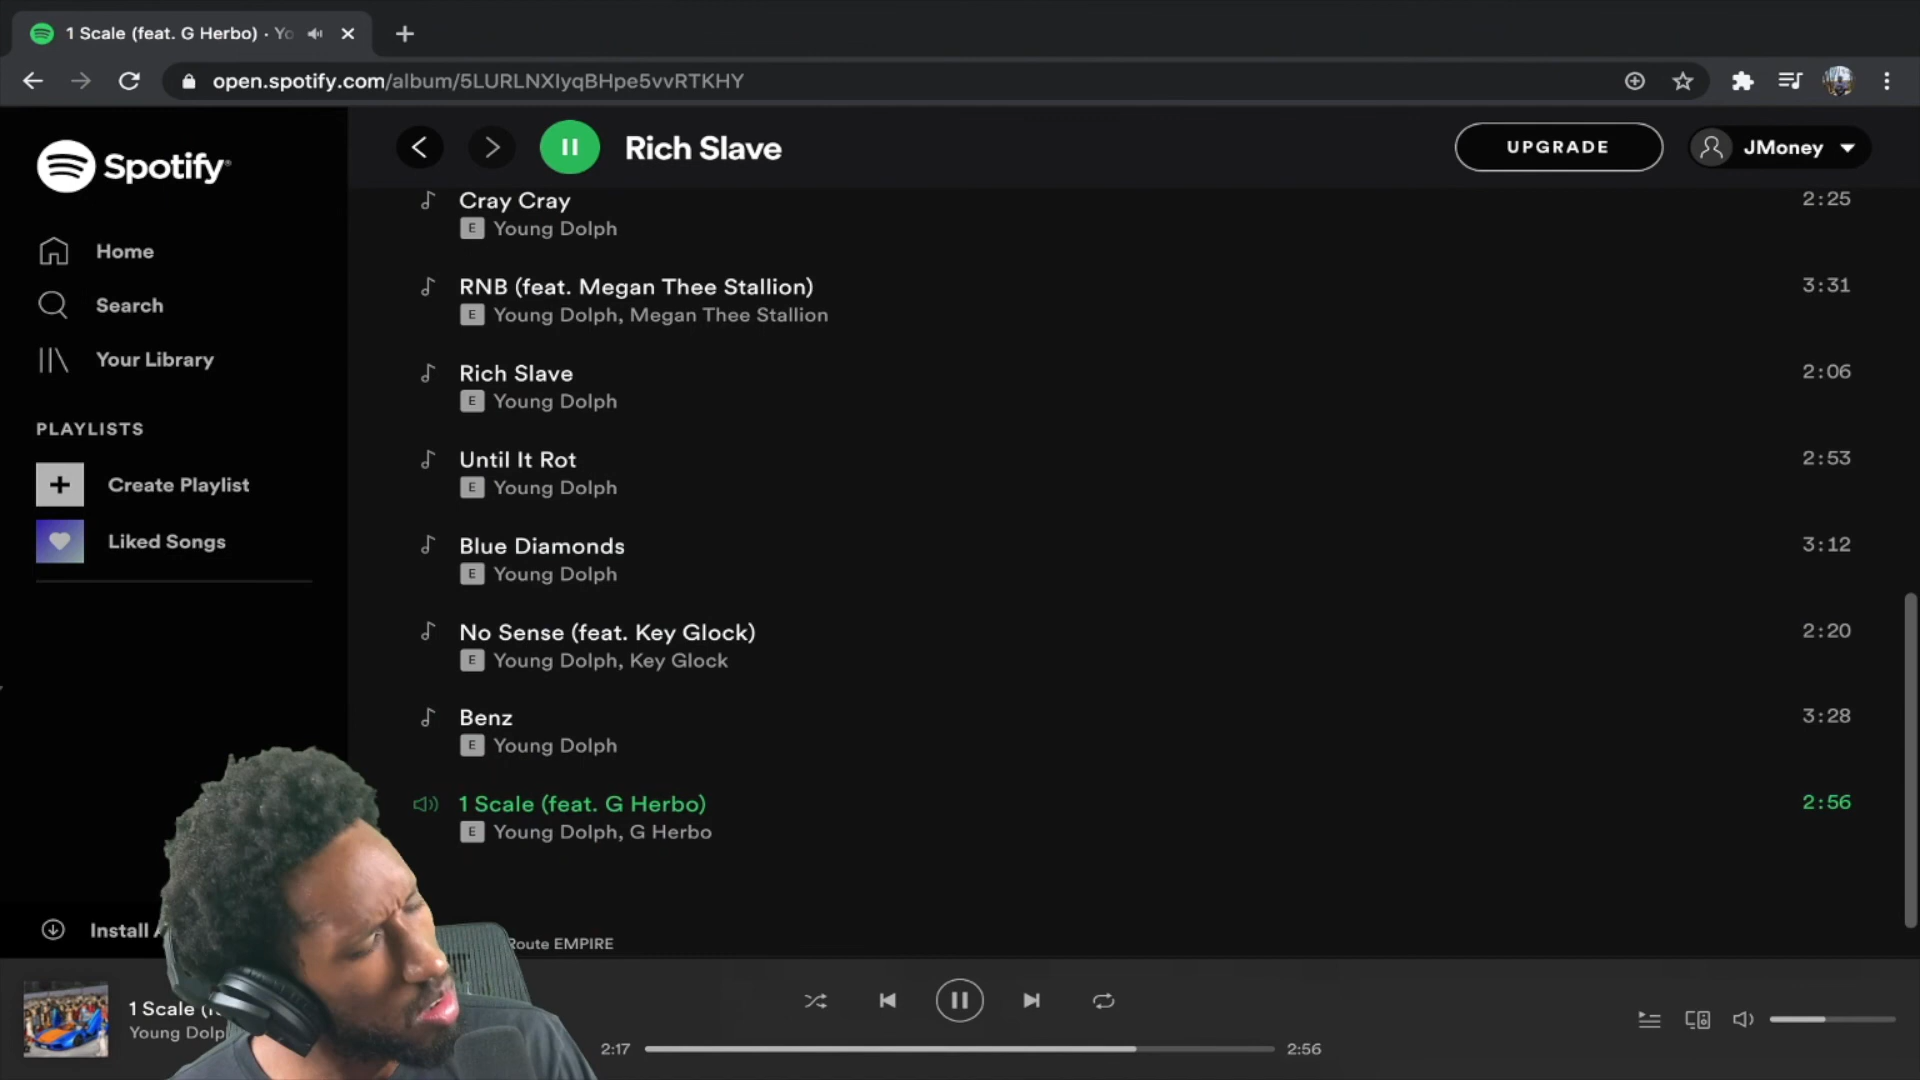 1 Scale (feat. G Herbo) · Yo
open.spotify.com/album/5LURLNXIyqBHpe5vvRTKHY
Spotify
Rich Slave
UPGRADE
JMoney
Home
Search
Your Library
PLAYLISTS
Create Playlist
Liked Songs
Install
Cray Cray
2:25
E Young Dolph
RNB (feat. Megan Thee Stallion)
3:31
E Young Dolph, Megan Thee Stallion
Rich Slave
2:06
E Young Dolph
Until It Rot
2:53
E Young Dolph
Blue Diamonds
3:12
E Young Dolph
No Sense (feat. Key Glock)
2:20
E Young Dolph, Key Glock
Benz
3:28
E Young Dolph
1 Scale (feat. G Herbo)
2:56
E Young Dolph, G Herbo
Route EMPIRE
1 Scale (f
Young Dolp
2:17
2:56